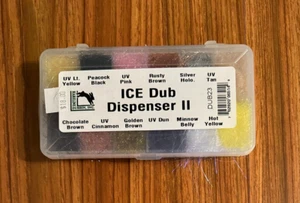 UV Lt. Yellow
Peacock Black
UV Pink
Rusty Brown
Silver Holo.
UV Tan
ICE Dub
Dispenser II
DUB23
Chocolate Brown
UV Cinnamon
Golden Brown
UV Dun
Minnow Belly
Hot Yellow